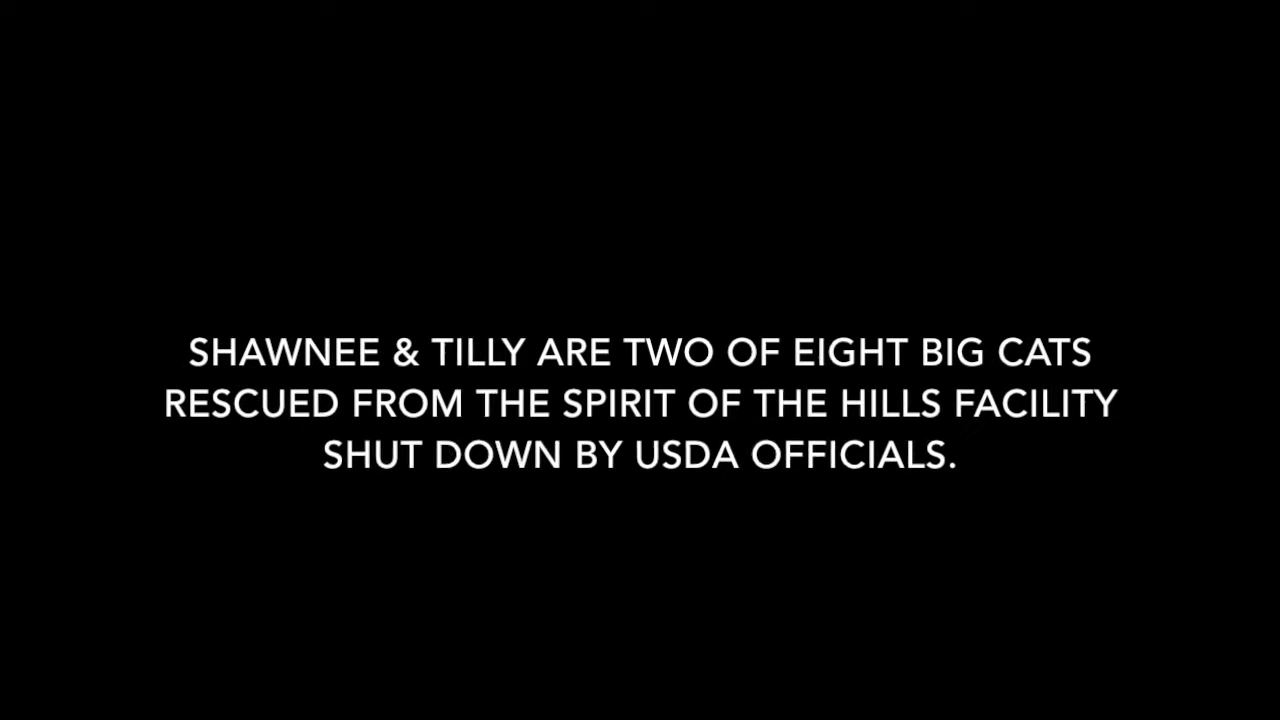 SHAWNEE & TILLY ARE TWO OF EIGHT BIG CATS
RESCUED FROM THE SPIRIT OF THE HILLS FACILITY
SHUT DOWN BY USDA OFFICIALS.